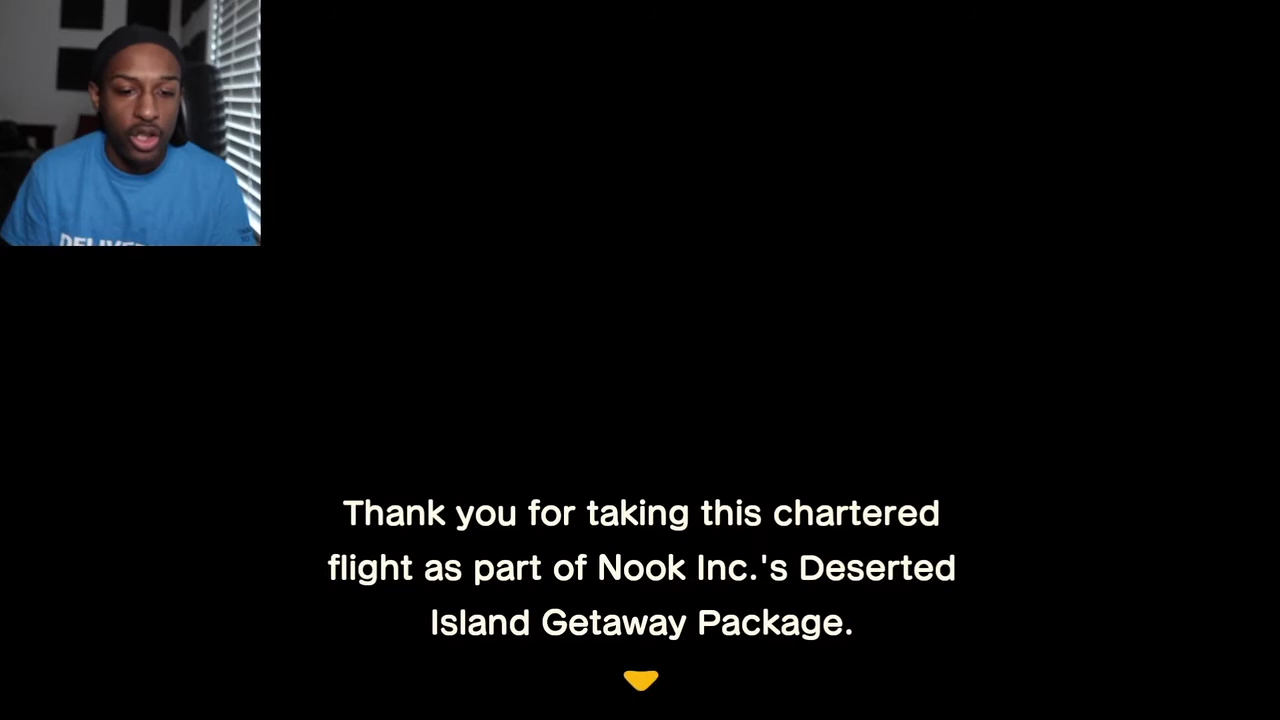 Thank you for taking this chartered
flight as part of Nook Inc.'s Deserted
Island Getaway Package.